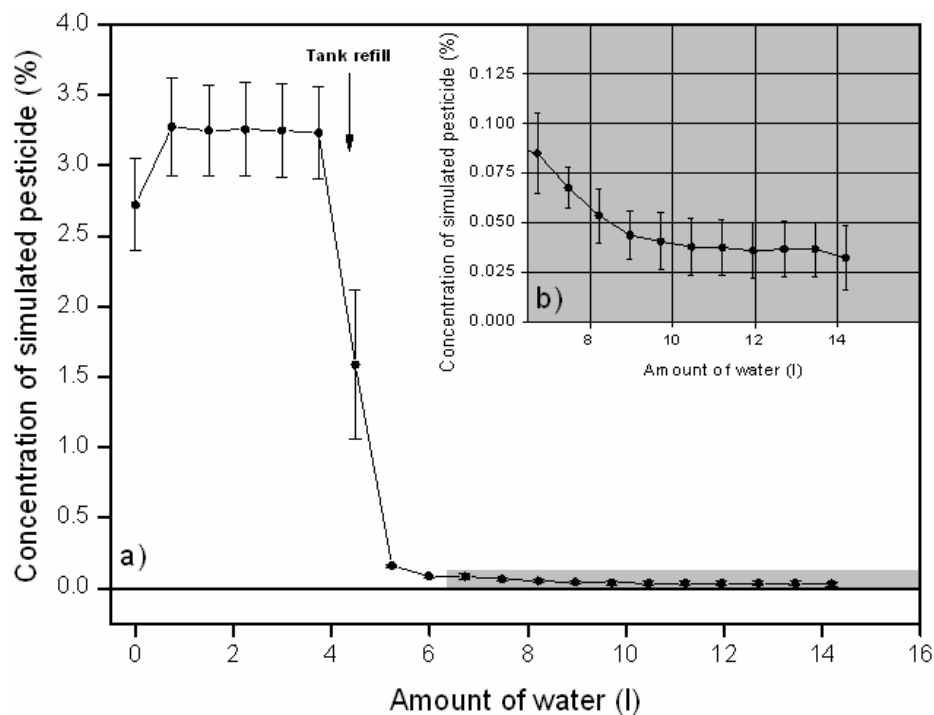 4.0
3.5
3.0
2.5
2.0
1.5
1.0
0.5
0.0
Concentration of simulated pesticide (%)
Tank refill
a)
0 2 4 6 8 10 12 14 16
Amount of water (l)
0.125
0.100
0.075
0.050
0.025
0.000
Concentration of simulated pesticide (%)
b)
8 10 12 14
Amount of water (l)